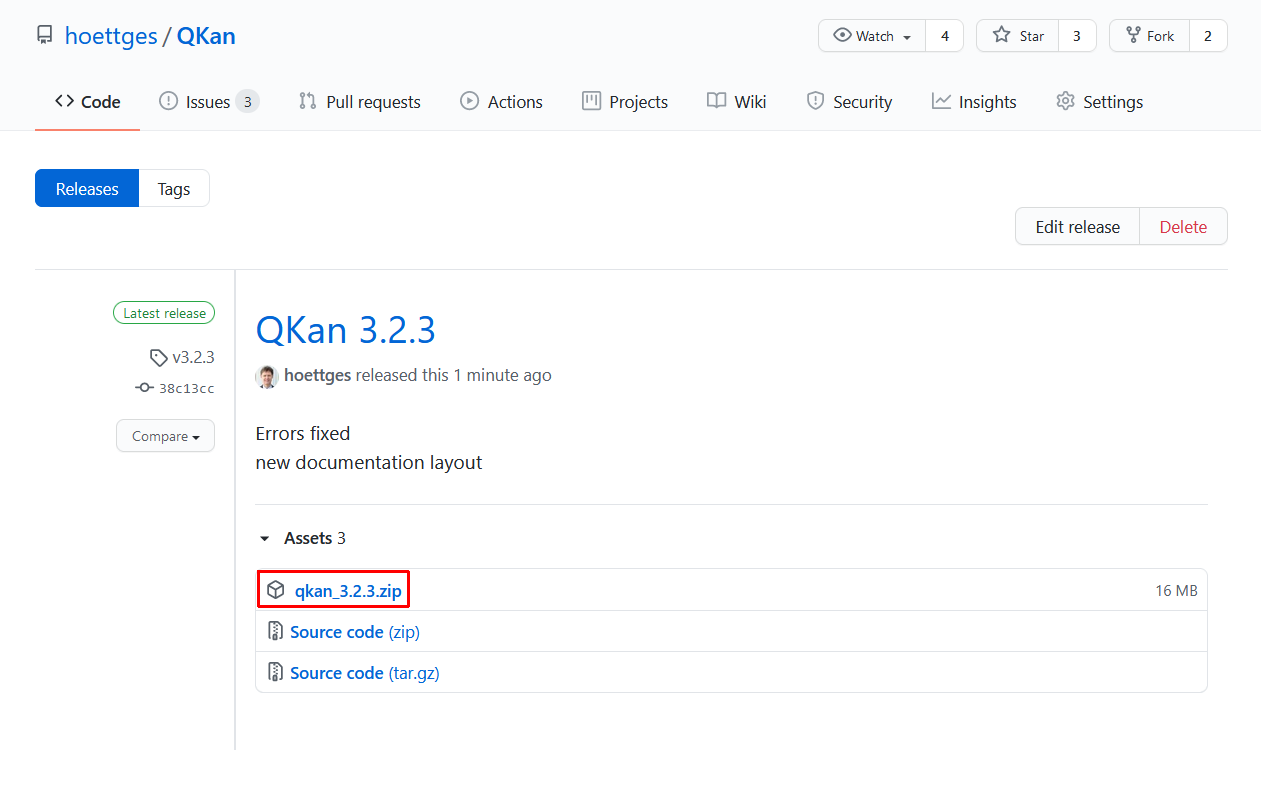 hoettges / QKan
Watch 4 Star 3 Fork 2
Code Issues 3 Pull requests Actions Projects Wiki Security Insights Settings
Releases Tags
Edit release Delete
Latest release
v3.2.3
38c13cc
Compare
QKan 3.2.3
hoettges released this 1 minute ago
Errors fixed
new documentation layout
Assets 3
qkan_3.2.3.zip 16 MB
Source code (zip)
Source code (tar.gz)